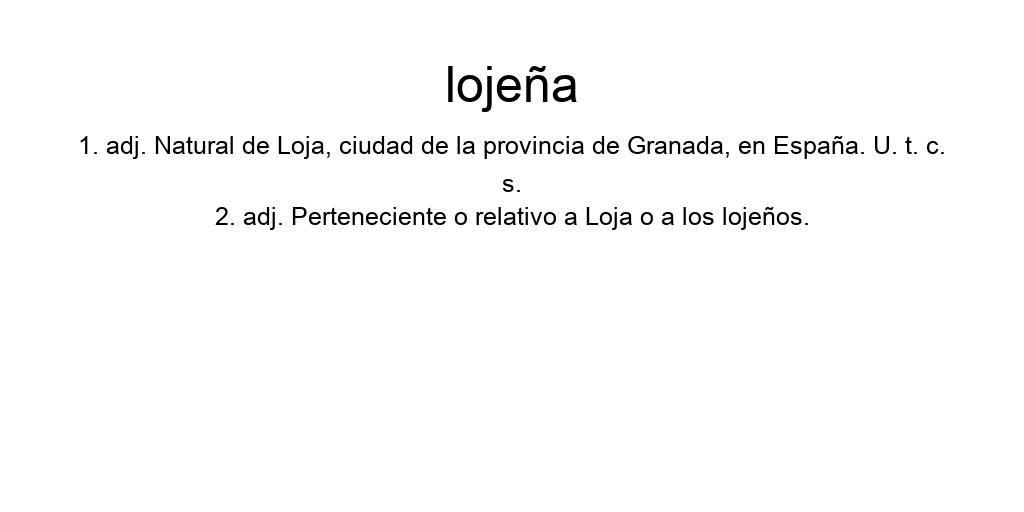 lojeña
1. adj. Natural de Loja, ciudad de la provincia de Granada, en España. U. t. c.
s.
2. adj. Perteneciente o relativo a Loja o a los lojeños.